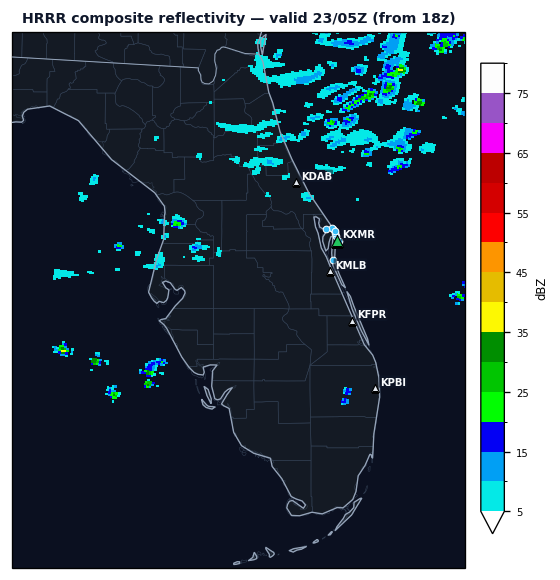 HRRR composite reflectivity — valid 23/05Z (from 18z)
KDAB
KXMR
KMLB
KFPR
KPBI
75
65
55
45
35
25
15
5
dBZ